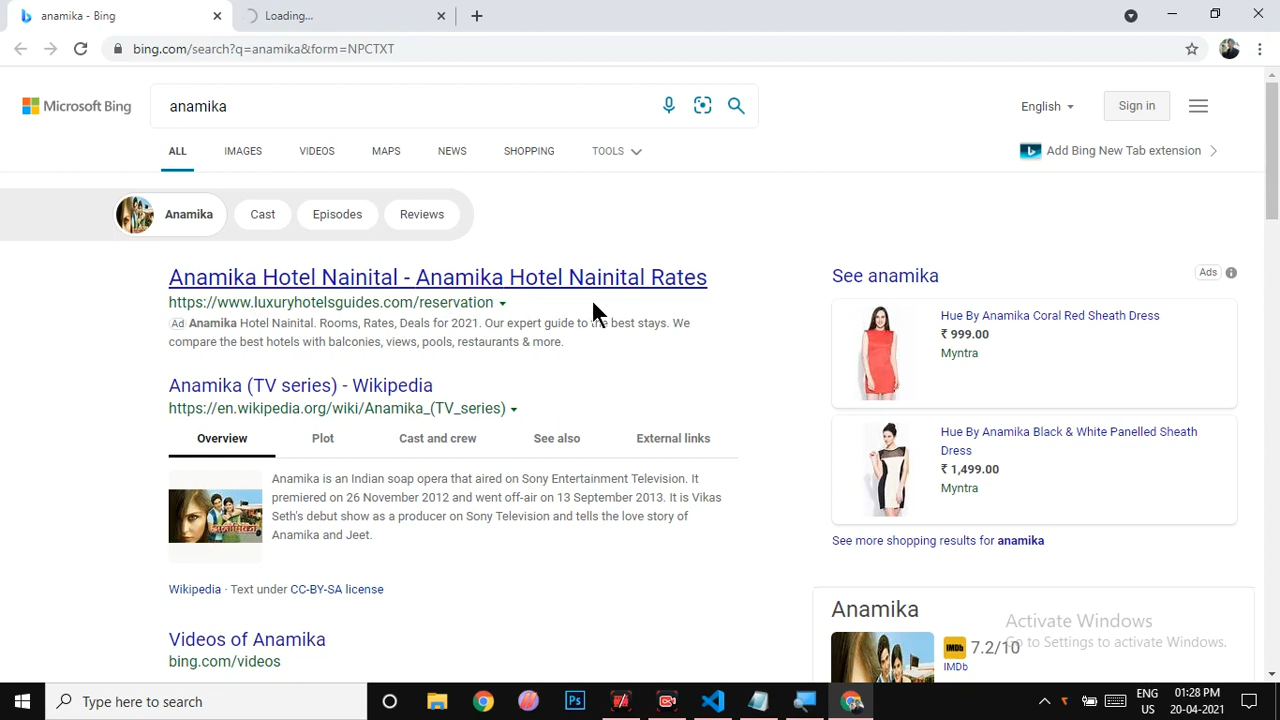 anamika - Bing
Loading...
bing.com/search?q=anamika&form=NPCTXT
Microsoft Bing
anamika
English
Sign in
ALL
IMAGES
VIDEOS
MAPS
NEWS
SHOPPING
TOOLS
Add Bing New Tab extension
Anamika
Cast
Episodes
Reviews
Anamika Hotel Nainital - Anamika Hotel Nainital Rates
https://www.luxuryhotelsguides.com/reservation
Ad Anamika Hotel Nainital. Rooms, Rates, Deals for 2021. Our expert guide to the best stays. We
compare the best hotels with balconies, views, pools, restaurants & more.
Anamika (TV series) - Wikipedia
https://en.wikipedia.org/wiki/Anamika_(TV_series)
Overview
Plot
Cast and crew
See also
External links
Anamika is an Indian soap opera that aired on Sony Entertainment Television. It
premiered on 26 November 2012 and went off-air on 13 September 2013. It is Vikas
Seth's debut show as a producer on Sony Television and tells the love story of
Anamika and Jeet.
अनामिका
Wikipedia · Text under CC-BY-SA license
Videos of Anamika
bing.com/videos
See anamika
Ads
Hue By Anamika Coral Red Sheath Dress
₹ 999.00
Myntra
Hue By Anamika Black & White Panelled Sheath
Dress
₹ 1,499.00
Myntra
See more shopping results for anamika
Anamika
IMDb
7.2/10
IMDb
Activate Windows
Go to Settings to activate Windows.
Type here to search
Ps
ENG
US
01:28 PM
20-04-2021